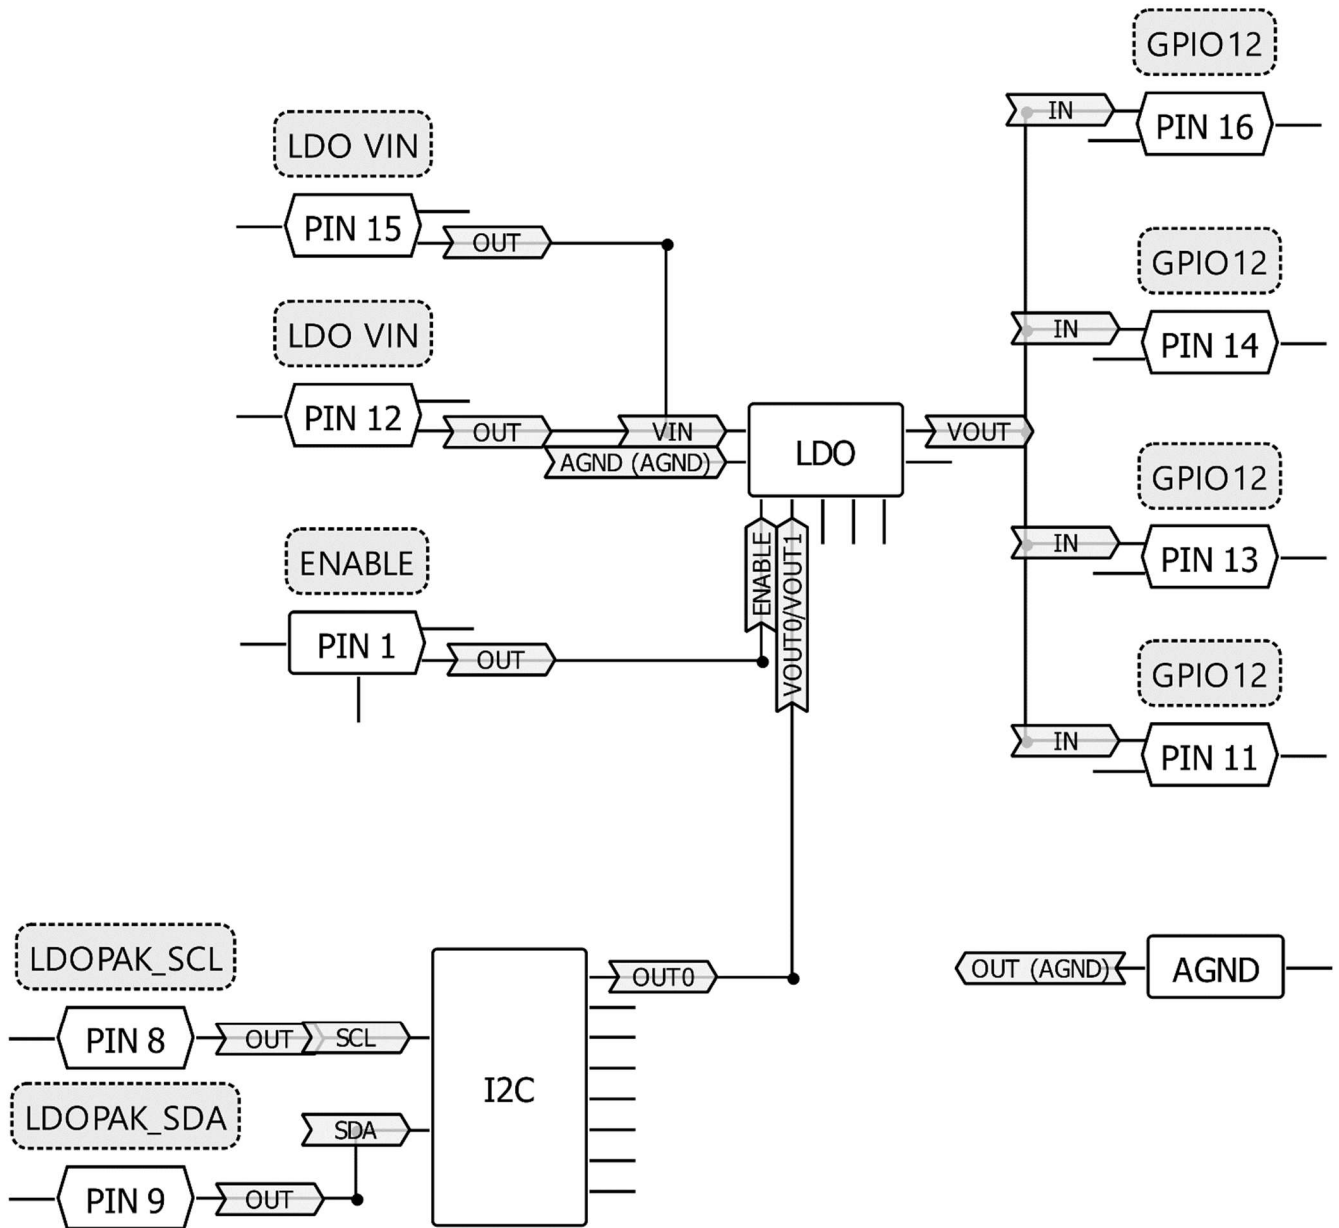 GPIO12
IN
PIN 16
LDO VIN
PIN 15
OUT
GPIO12
IN
PIN 14
LDO VIN
PIN 12
OUT
VIN
AGND (AGND)
LDO
VOUT
GPIO12
IN
PIN 13
ENABLE
PIN 1
OUT
ENABLE
VOUT0/VOUT1
GPIO12
IN
PIN 11
LDOPAK_SCL
PIN 8
OUT
SCL
I2C
OUT0
OUT (AGND)
AGND
LDOPAK_SDA
SDA
PIN 9
OUT